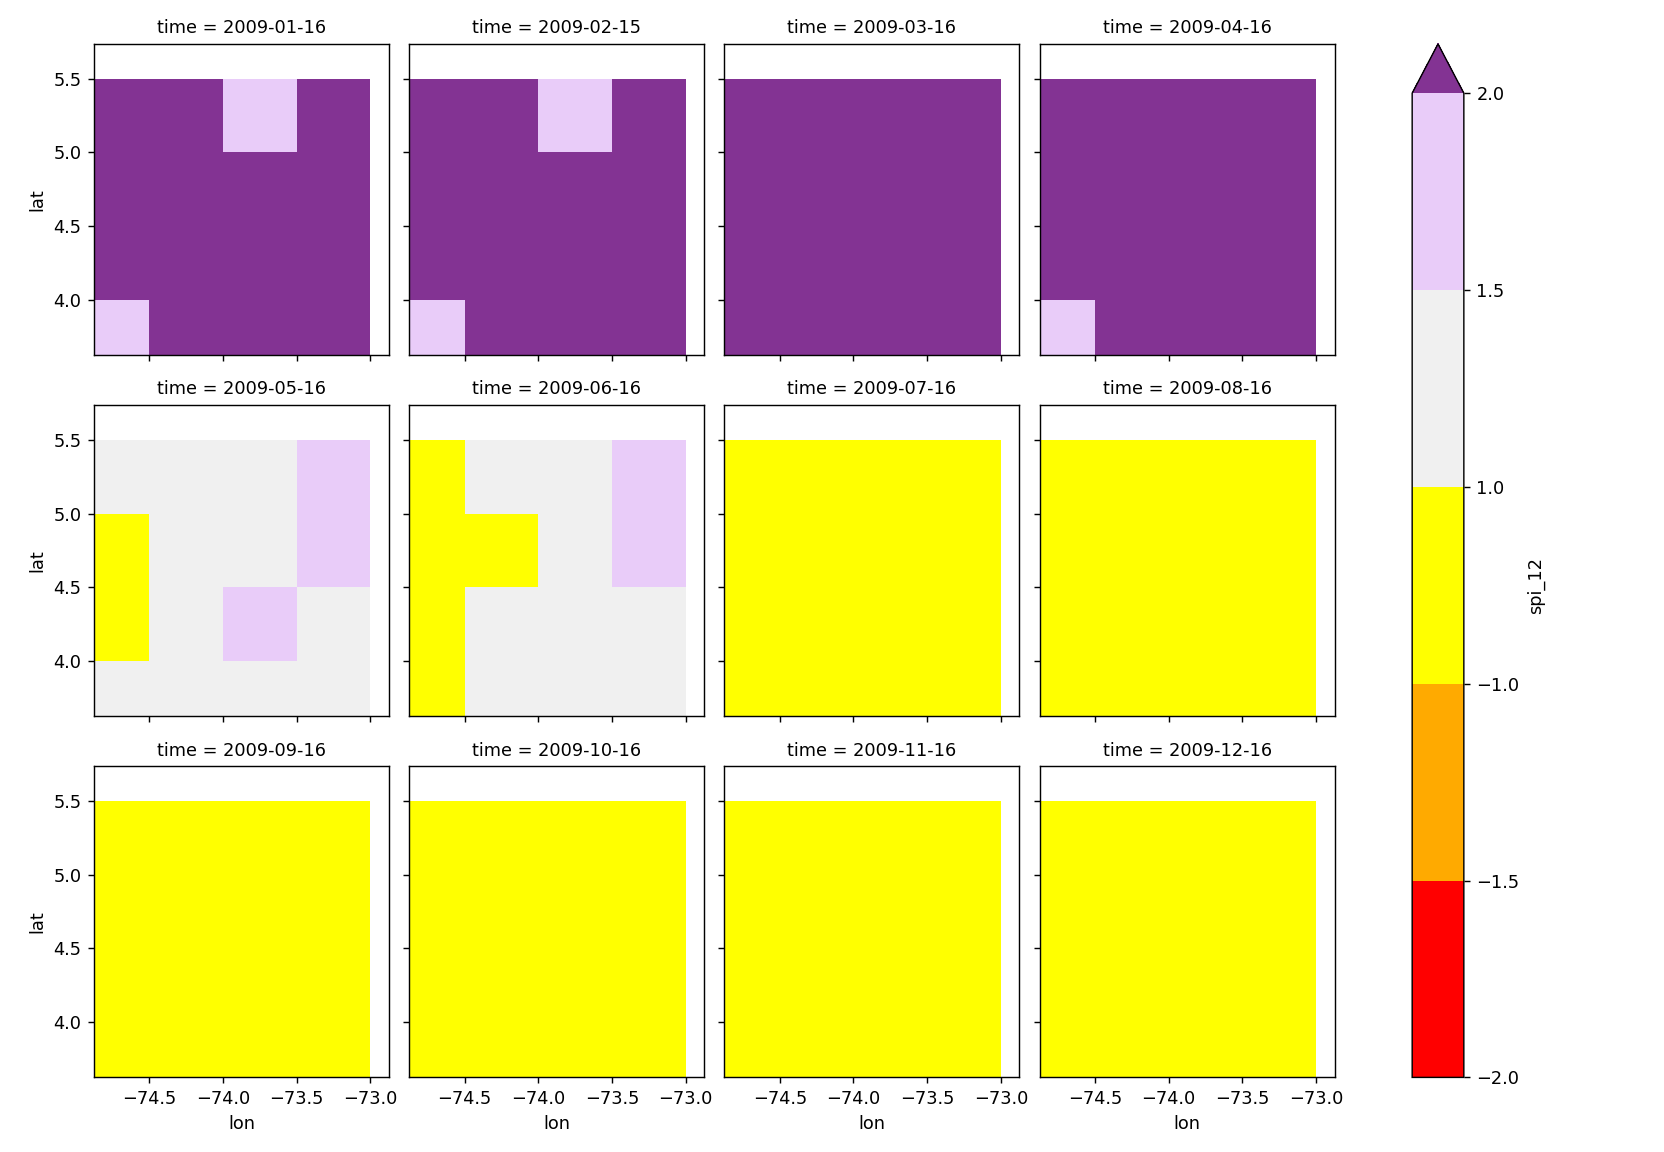 time = 2009-01-16
time = 2009-02-15
time = 2009-03-16
time = 2009-04-16
5.5
5.0
4.5
4.0
lat
time = 2009-05-16
time = 2009-06-16
time = 2009-07-16
time = 2009-08-16
5.5
5.0
4.5
4.0
lat
time = 2009-09-16
time = 2009-10-16
time = 2009-11-16
time = 2009-12-16
5.5
5.0
4.5
4.0
lat
−74.5 −74.0 −73.5 −73.0
lon
−74.5 −74.0 −73.5 −73.0
lon
−74.5 −74.0 −73.5 −73.0
lon
−74.5 −74.0 −73.5 −73.0
lon
2.0
1.5
1.0
−1.0
−1.5
−2.0
spi_12